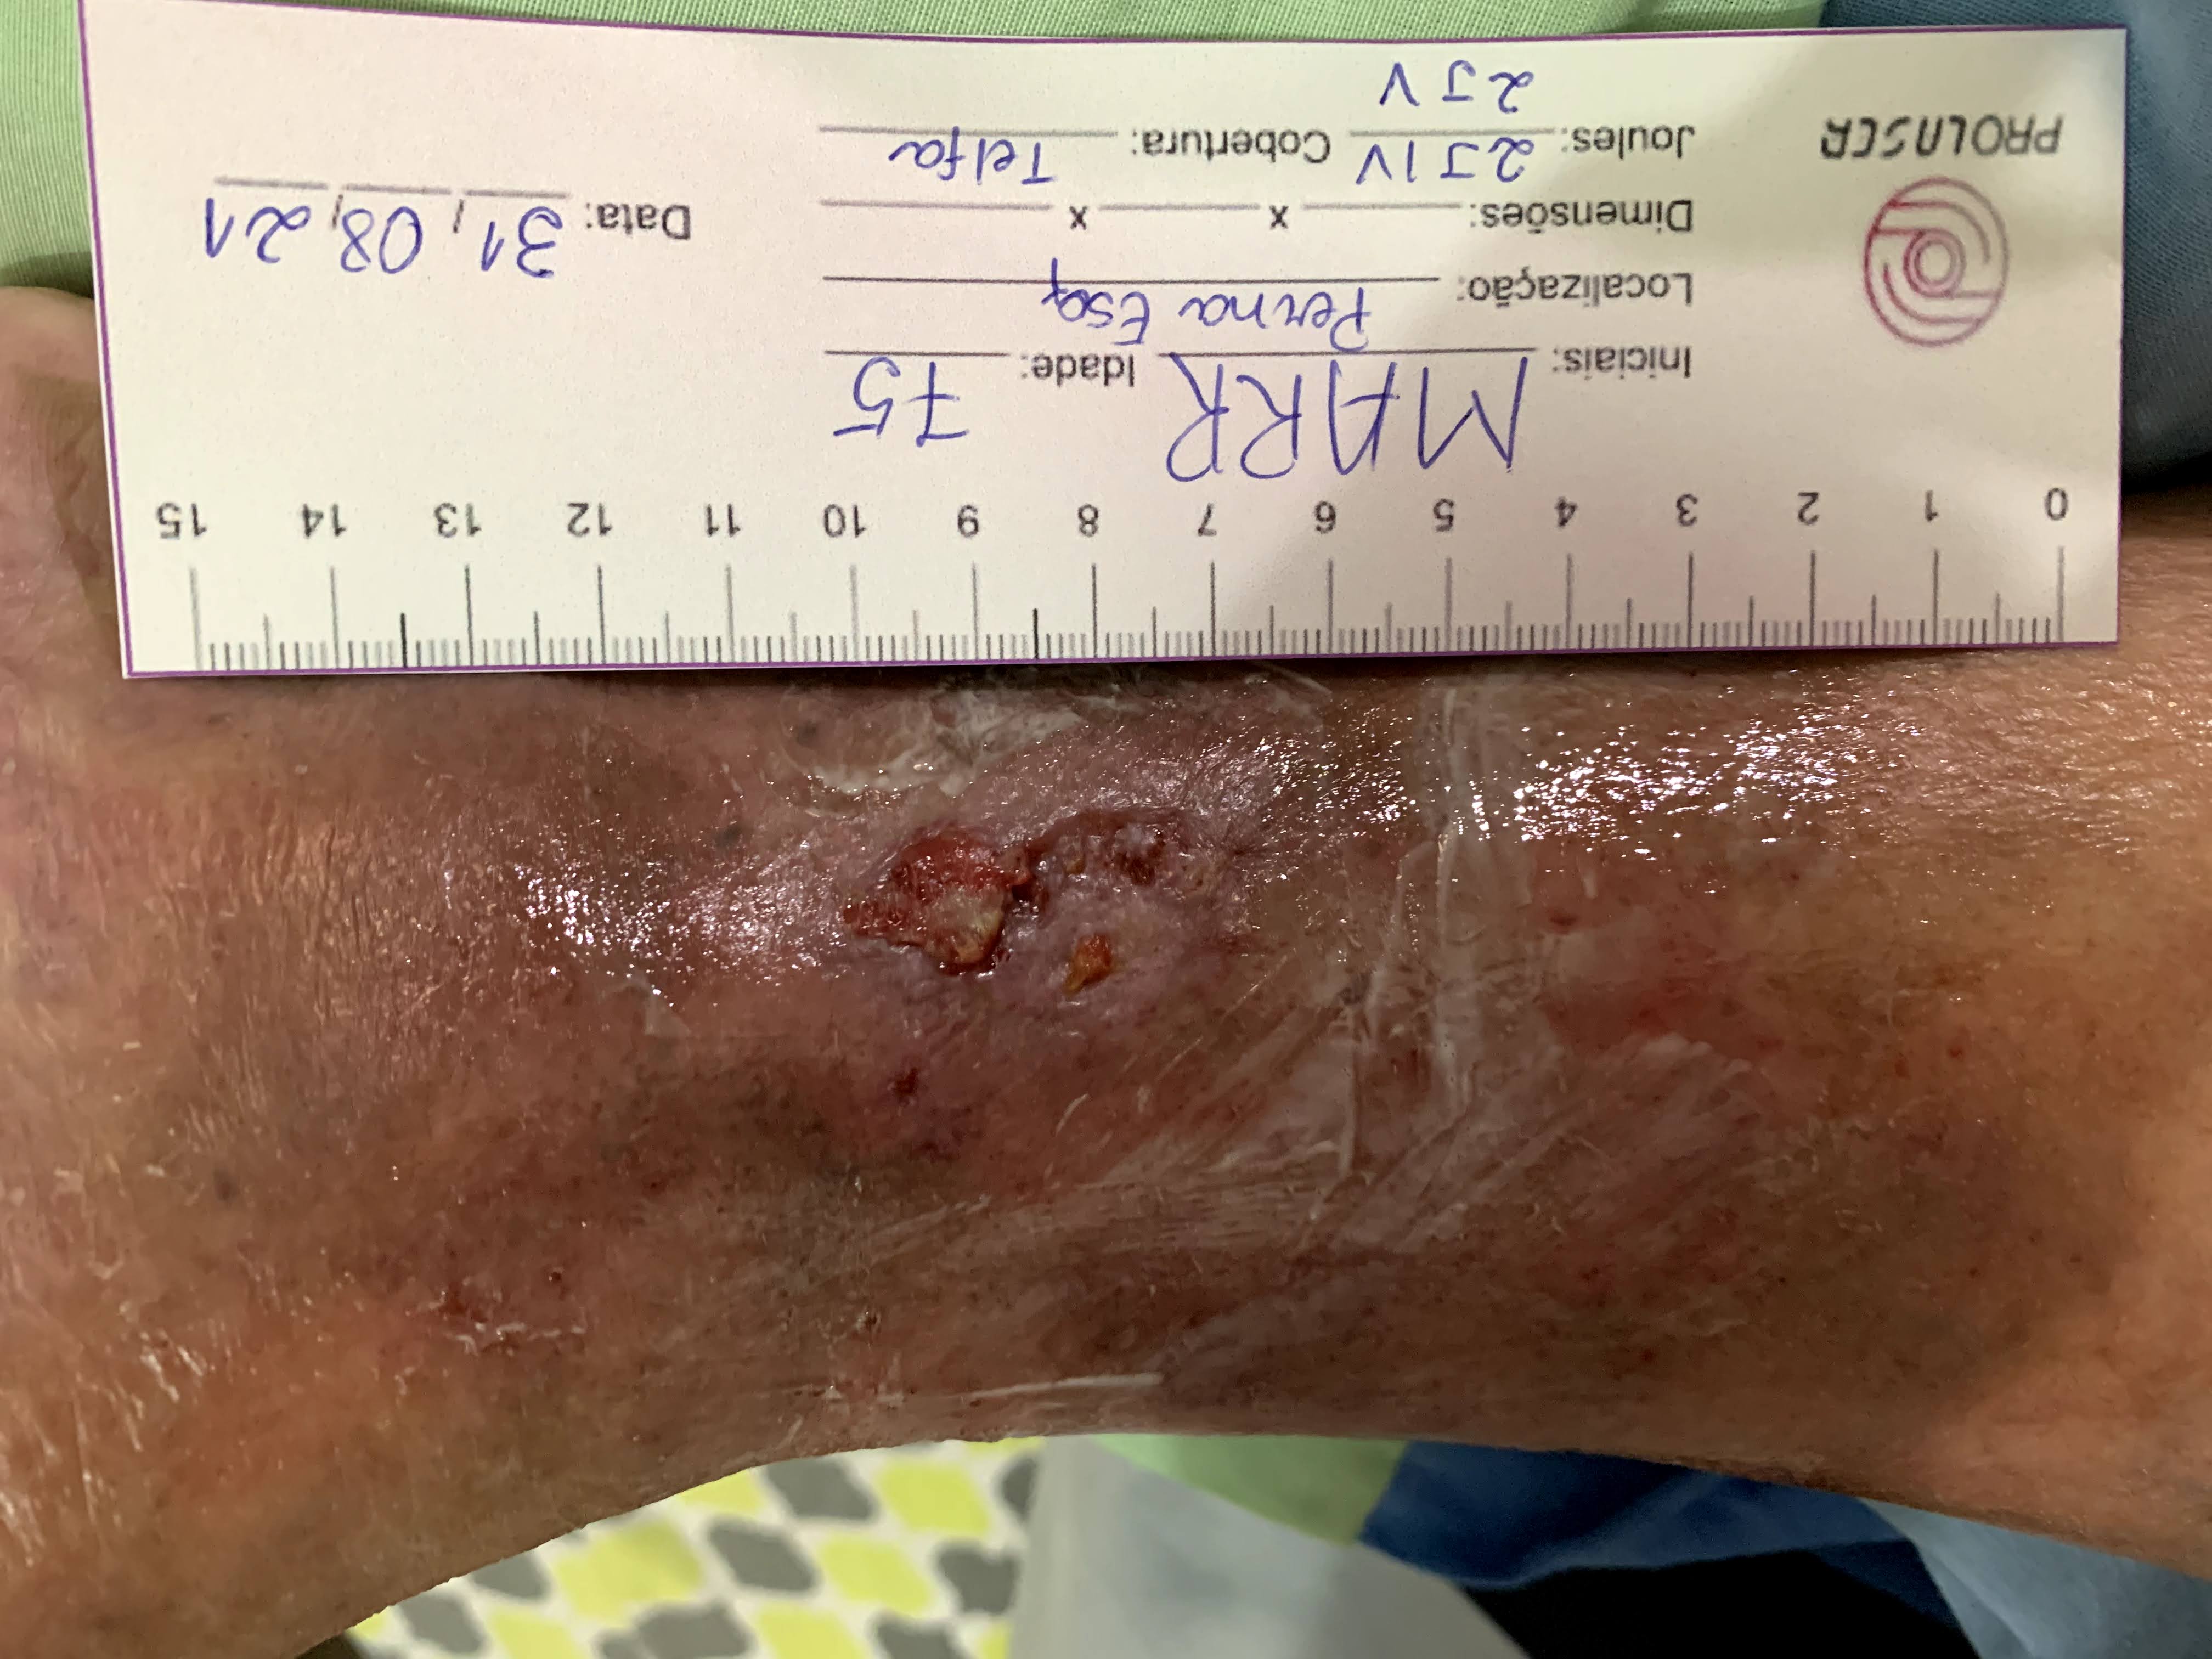 0 1 2 3 4 5 6 7 8 9 10 11 12 13 14 15
Iniciais: MARR Idade: 75
Localização: Perna Esq
Dimensões: x x
Data: 31/08/21
Joules: 2J IV Cobertura: Telfa
2J V
PROLASER